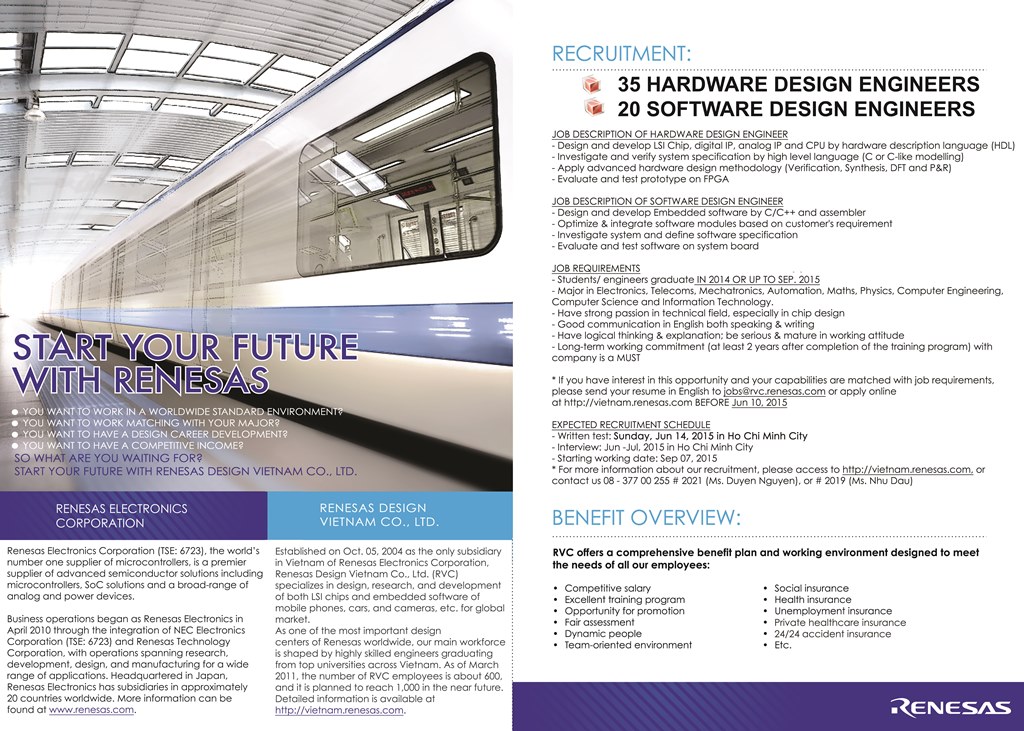 START YOUR FUTURE
WITH RENESAS
● YOU WANT TO WORK IN A WORLDWIDE STANDARD ENVIRONMENT?
● YOU WANT TO WORK MATCHING WITH YOUR MAJOR?
● YOU WANT TO HAVE A DESIGN CAREER DEVELOPMENT?
● YOU WANT TO HAVE A COMPETITIVE INCOME?
SO WHAT ARE YOU WAITING FOR?
START YOUR FUTURE WITH RENESAS DESIGN VIETNAM CO., LTD.
RENESAS ELECTRONICS
CORPORATION
Renesas Electronics Corporation (TSE: 6723), the world's
number one supplier of microcontrollers, is a premier
supplier of advanced semiconductor solutions including
microcontrollers, SoC solutions and a broad-range of
analog and power devices.
Business operations began as Renesas Electronics in
April 2010 through the integration of NEC Electronics
Corporation (TSE: 6723) and Renesas Technology
Corporation, with operations spanning research,
development, design, and manufacturing for a wide
range of applications. Headquartered in Japan,
Renesas Electronics has subsidiaries in approximately
20 countries worldwide. More information can be
found at www.renesas.com.
RENESAS DESIGN
VIETNAM CO., LTD.
Established on Oct. 05, 2004 as the only subsidiary
in Vietnam of Renesas Electronics Corporation,
Renesas Design Vietnam Co., Ltd. (RVC)
specializes in design, research, and development
of both LSI chips and embedded software of
mobile phones, cars, and cameras, etc. for global
market.
As one of the most important design
centers of Renesas worldwide, our main workforce
is shaped by highly skilled engineers graduating
from top universities across Vietnam. As of March
2011, the number of RVC employees is about 600,
and it is planned to reach 1,000 in the near future.
Detailed information is available at
http://vietnam.renesas.com.
RECRUITMENT:
35 HARDWARE DESIGN ENGINEERS
20 SOFTWARE DESIGN ENGINEERS
JOB DESCRIPTION OF HARDWARE DESIGN ENGINEER
- Design and develop LSI Chip, digital IP, analog IP and CPU by hardware description language (HDL)
- Investigate and verify system specification by high level language (C or C-like modelling)
- Apply advanced hardware design methodology (Verification, Synthesis, DFT and P&R)
- Evaluate and test prototype on FPGA
JOB DESCRIPTION OF SOFTWARE DESIGN ENGINEER
- Design and develop Embedded software by C/C++ and assembler
- Optimize & integrate software modules based on customer's requirement
- Investigate system and define software specification
- Evaluate and test software on system board
JOB REQUIREMENTS
- Students/ engineers graduate IN 2014 OR UP TO SEP. 2015
- Major in Electronics, Telecoms, Mechatronics, Automation, Maths, Physics, Computer Engineering,
Computer Science and Information Technology.
- Have strong passion in technical field, especially in chip design
- Good communication in English both speaking & writing
- Have logical thinking & explanation; be serious & mature in working attitude
- Long-term working commitment (at least 2 years after completion of the training program) with
company is a MUST
* If you have interest in this opportunity and your capabilities are matched with job requirements,
please send your resume in English to jobs@rvc.renesas.com or apply online
at http://vietnam.renesas.com BEFORE Jun 10, 2015
EXPECTED RECRUITMENT SCHEDULE
- Written test: Sunday, Jun 14, 2015 in Ho Chi Minh City
- Interview: Jun -Jul, 2015 in Ho Chi Minh City
- Starting working date: Sep 07, 2015
* For more information about our recruitment, please access to http://vietnam.renesas.com, or
contact us 08 - 377 00 255 # 2021 (Ms. Duyen Nguyen), or # 2019 (Ms. Nhu Dau)
BENEFIT OVERVIEW:
RVC offers a comprehensive benefit plan and working environment designed to meet
the needs of all our employees:
• Competitive salary
• Excellent training program
• Opportunity for promotion
• Fair assessment
• Dynamic people
• Team-oriented environment
• Social insurance
• Health insurance
• Unemployment insurance
• Private healthcare insurance
• 24/24 accident insurance
• Etc.
RENESAS